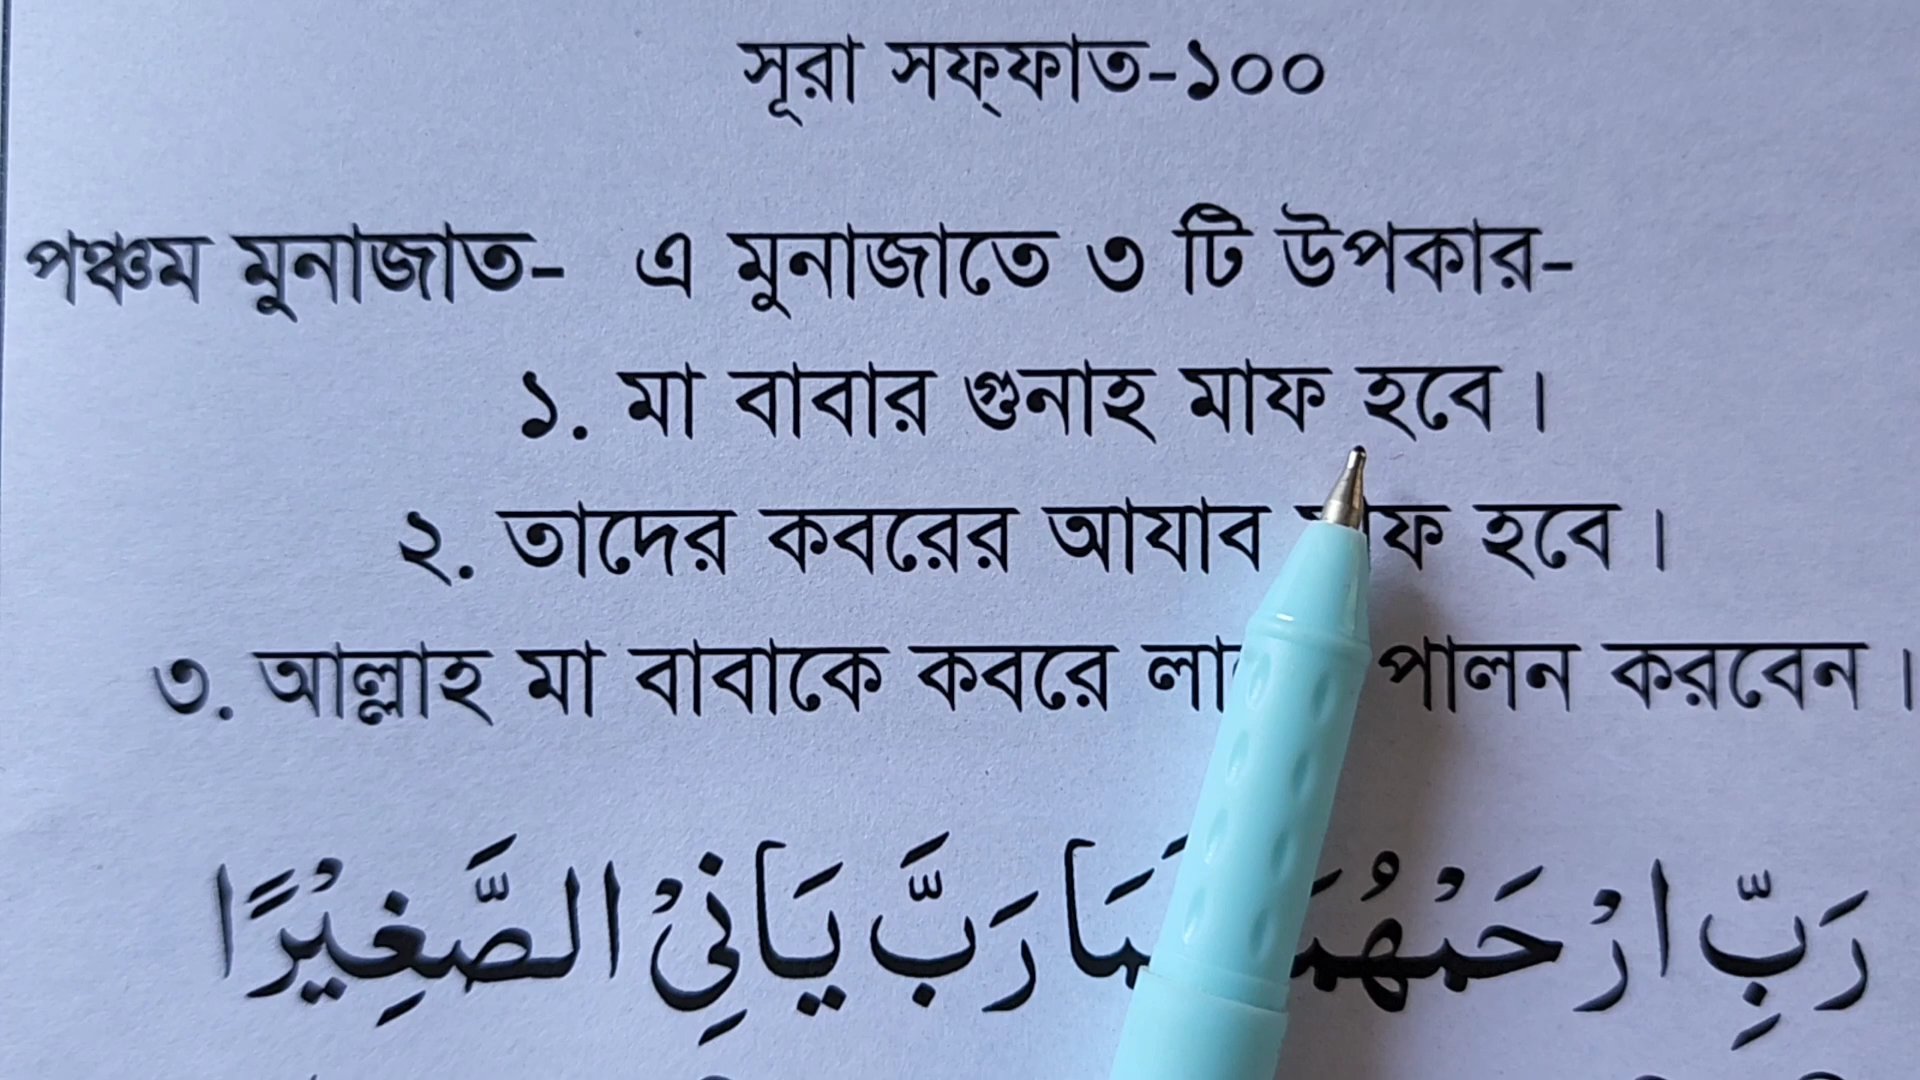 সূরা সফ্ফাত-১০০
পঞ্চম মুনাজাত- এ মুনাজাতে ৩ টি উপকার-
১. মা বাবার গুনাহ মাফ হবে।
২. তাদের কবরের আযাব হবে।
৩. আল্লাহ মা বাবাকে কবরে পালন করবেন।
رَبِّ ارْ رَبَّ يَانِيْ الصَّغِيْرًا